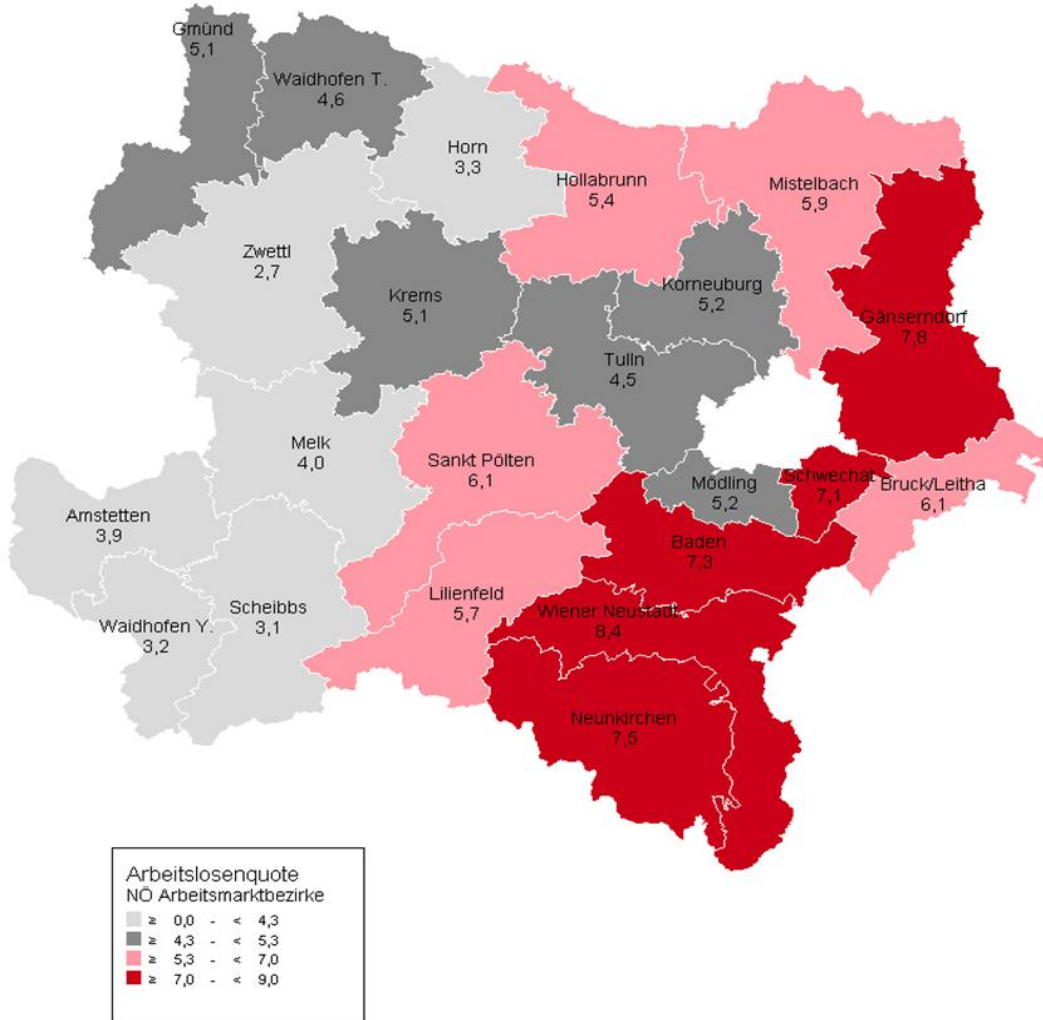 Gmünd
5,1
Waidhofen T.
4,6
Horn
3,3
Hollabrunn
5,4
Mistelbach
5,9
Zwettl
2,7
Krems
5,1
Korneuburg
5,2
Gänserndorf
7,8
Tulln
4,5
Melk
4,0
Sankt Pölten
6,1
Mödling
5,2
Schwechat
7,1
Bruck/Leitha
6,1
Amstetten
3,9
Baden
7,3
Waidhofen Y.
3,2
Scheibbs
3,1
Lilienfeld
5,7
Wiener Neustadt
8,4
Neunkirchen
7,5
Arbeitslosenquote
NÖ Arbeitsmarktbezirke
≥ 0,0 - < 4,3
≥ 4,3 - < 5,3
≥ 5,3 - < 7,0
≥ 7,0 - < 9,0